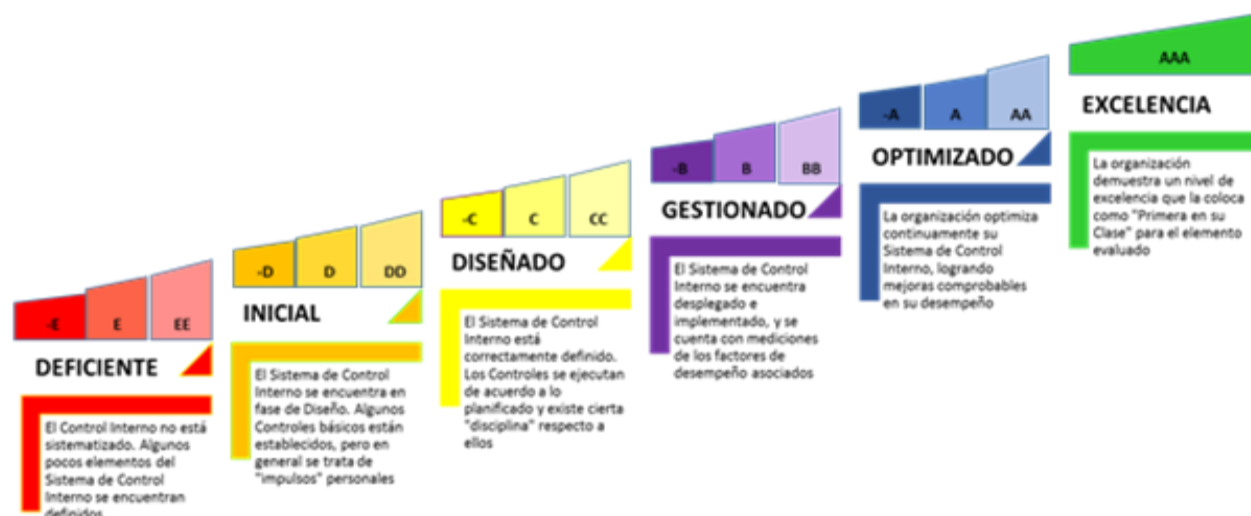 -E E EE
DEFICIENTE
El Control Interno no está
sistematizado. Algunos
pocos elementos del
Sistema de Control
Interno se encuentran
definidos
-D D DD
INICIAL
El Sistema de Control
Interno se encuentra en
fase de Diseño. Algunos
Controles básicos están
establecidos, pero en
general se trata de
"impulsos" personales
-C C CC
DISEÑADO
El Sistema de Control
Interno está
correctamente definido.
Los Controles se ejecutan
de acuerdo a lo
planificado y existe cierta
"disciplina" respecto a
ellos
-B B BB
GESTIONADO
El Sistema de Control
Interno se encuentra
desplegado e
implementado, y se
cuenta con mediciones
de los factores de
desempeño asociados
-A A AA
OPTIMIZADO
La organización optimiza
continuamente su
Sistema de Control
Interno, logrando
mejoras comprobables
en su desempeño
AAA
EXCELENCIA
La organización
demuestra un nivel de
excelencia que la coloca
como "Primera en su
Clase" para el elemento
evaluado